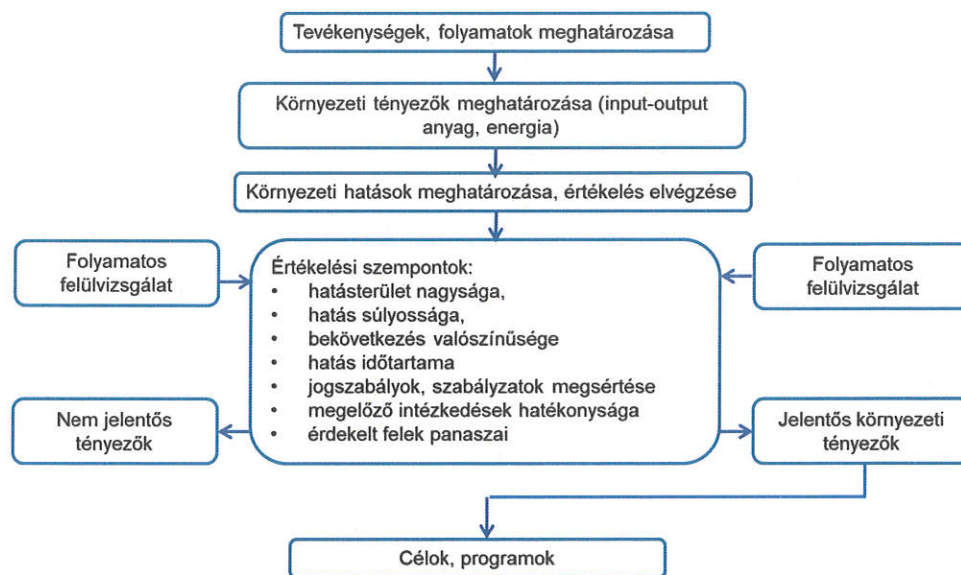 Tevékenységek, folyamatok meghatározása
Környezeti tényezők meghatározása (input-output
anyag, energia)
Környezeti hatások meghatározása, értékelés elvégzése
Folyamatos
felülvizsgálat
Értékelési szempontok:
• hatásterület nagysága,
• hatás súlyossága,
• bekövetkezés valószínűsége
• hatás időtartama
• jogszabályok, szabályzatok megsértése
• megelőző intézkedések hatékonysága
• érdekelt felek panaszai
Folyamatos
felülvizsgálat
Nem jelentős
tényezők
Jelentős környezeti
tényezők
Célok, programok